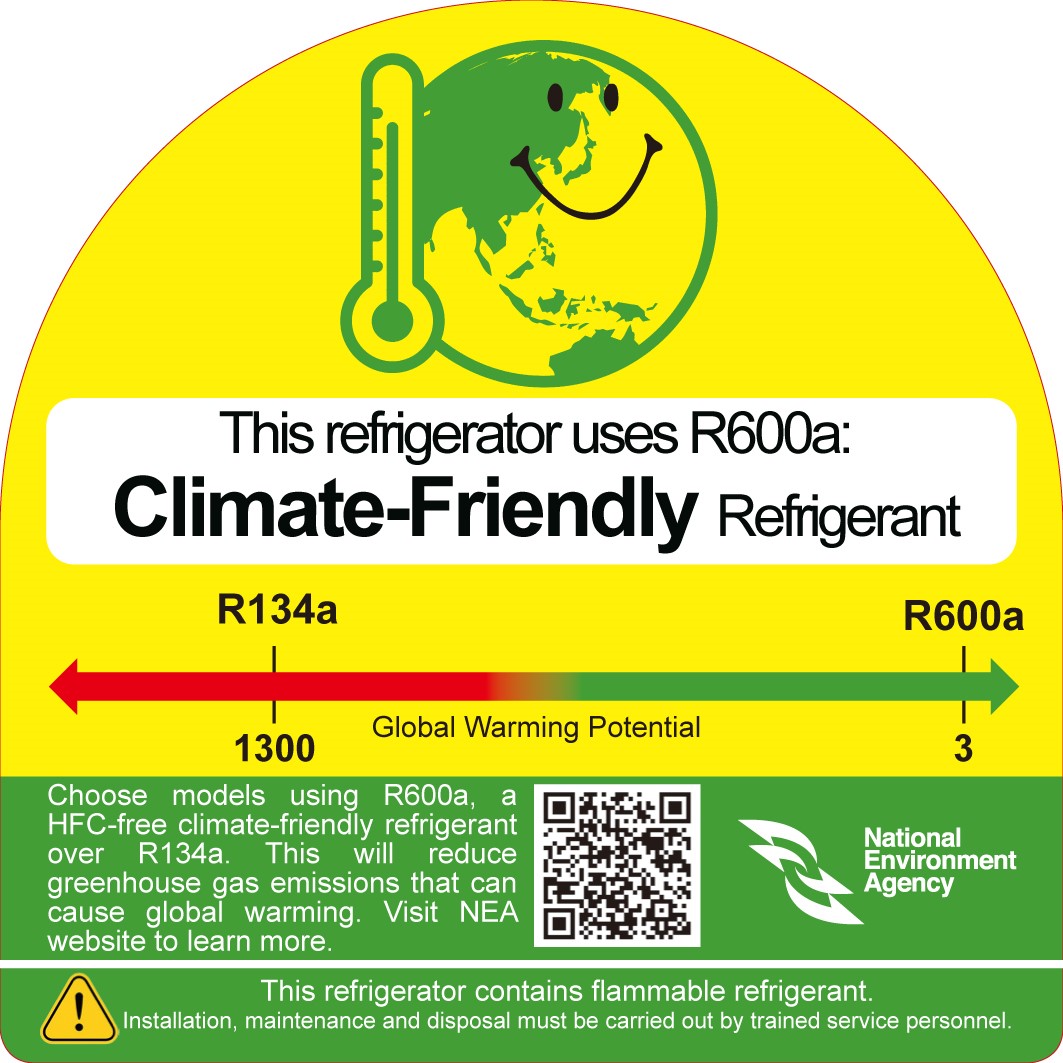 This refrigerator uses R600a:
Climate-Friendly Refrigerant
R134a
R600a
Global Warming Potential
1300
3
Choose models using R600a, a
HFC-free climate-friendly refrigerant
over R134a. This will reduce
greenhouse gas emissions that can
cause global warming. Visit NEA
website to learn more.
National
Environment
Agency
This refrigerator contains flammable refrigerant.
Installation, maintenance and disposal must be carried out by trained service personnel.